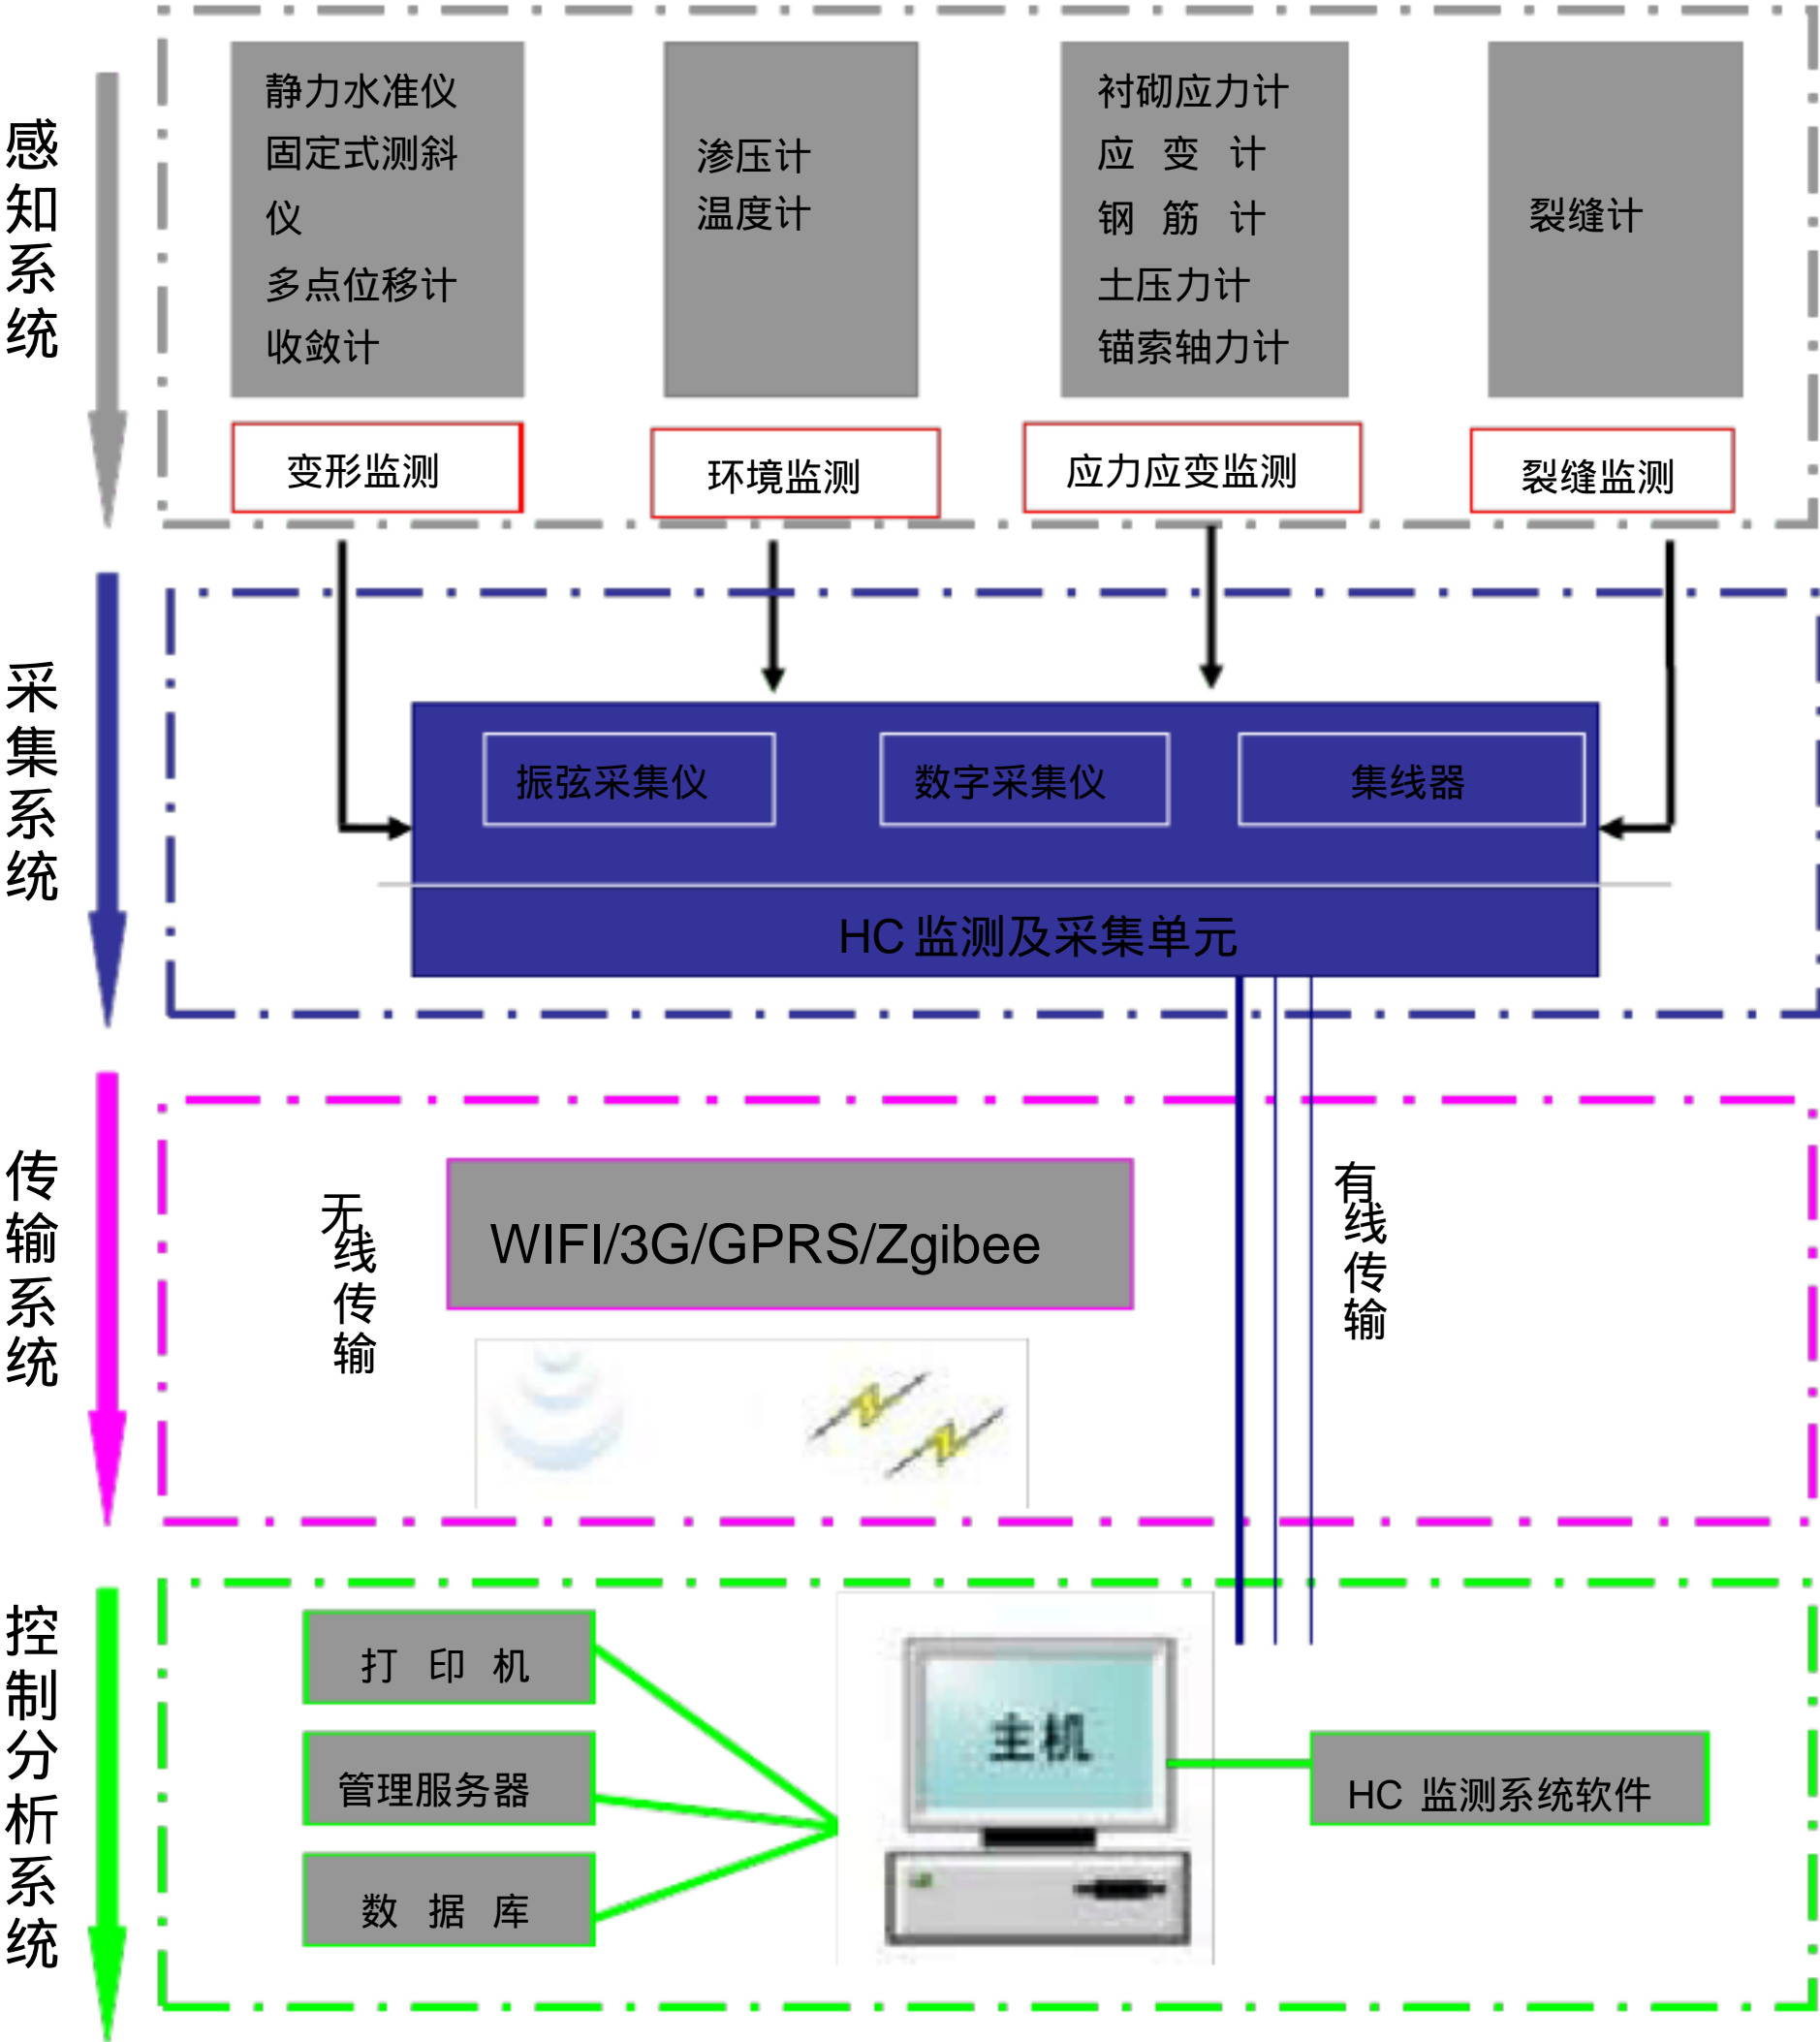 感知系统
静力水准仪
固定式测斜
仪
多点位移计
收敛计
渗压计
温度计
衬砌应力计
应 变 计
钢 筋 计
土压力计
锚索轴力计
裂缝计
变形监测
环境监测
应力应变监测
裂缝监测
采集系统
振弦采集仪
数字采集仪
集线器
HC 监测及采集单元
传输系统
无线传输
WIFI/3G/GPRS/Zgibee
有线传输
控制分析系统
打 印 机
管理服务器
数 据 库
主机
HC 监测系统软件